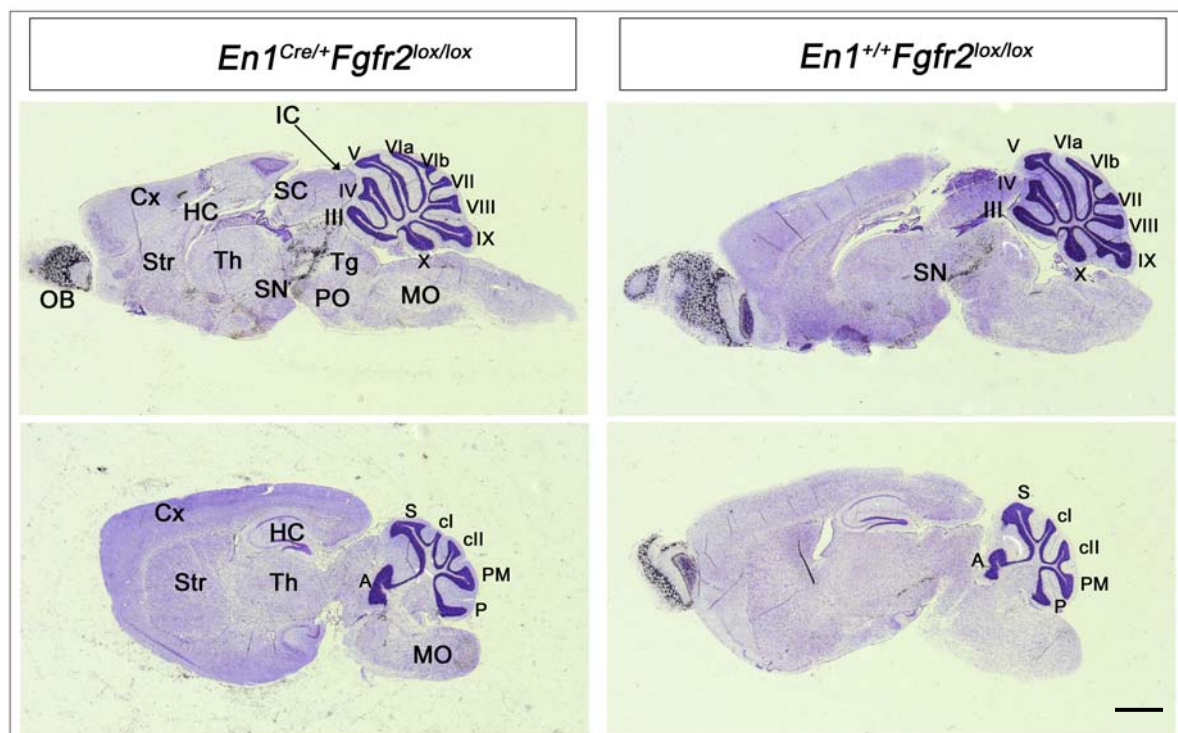 En1Cre/+Fgfr2lox/lox
En1+/+Fgfr2lox/lox
IC
V
VIa
VIb
VII
VIII
IX
X
IV
III
SC
Cx
HC
Str
Th
SN
Tg
PO
MO
OB
V
VIa
VIb
IV
VII
III
VIII
IX
X
SN
Cx
HC
Str
Th
S
cI
cII
A
PM
P
MO
S
cI
cII
A
PM
P